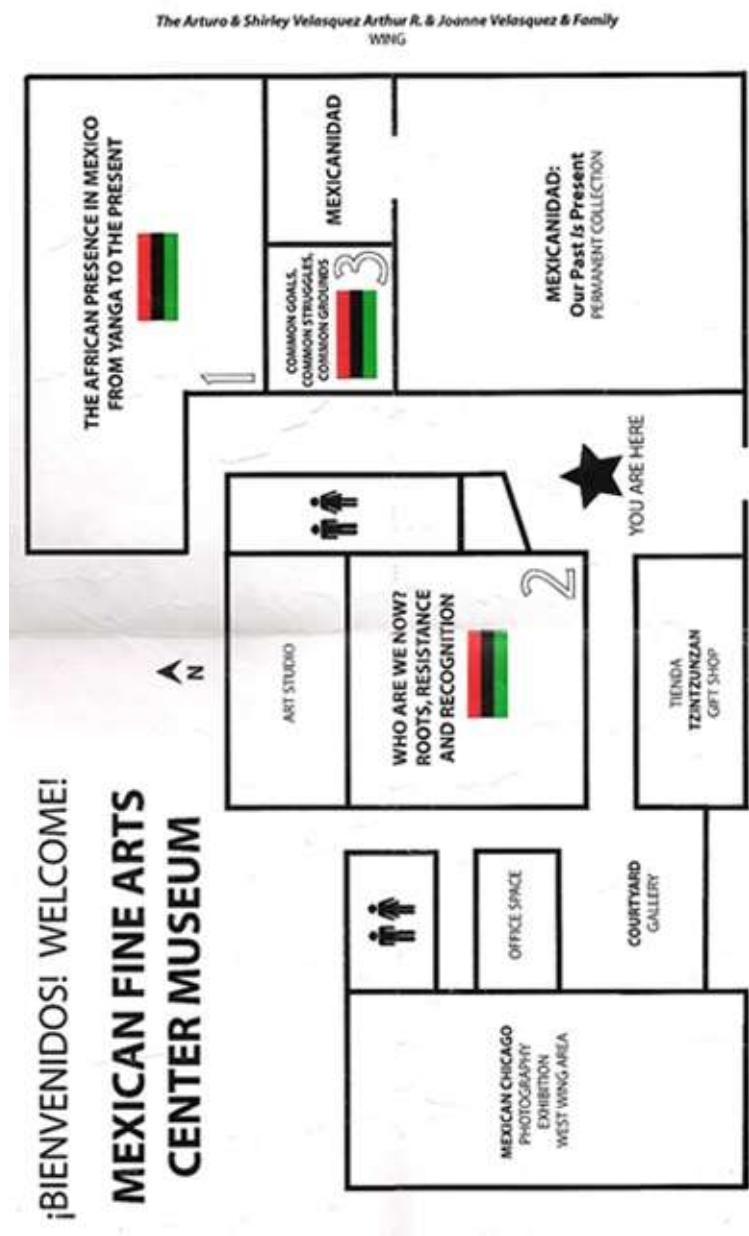 The Arturo & Shirley Velasquez Arthur R. & Joanne Velasquez & Family
WING
¡BIENVENIDOS! WELCOME!
MEXICAN FINE ARTS
CENTER MUSEUM
N
THE AFRICAN PRESENCE IN MEXICO
FROM YANGA TO THE PRESENT
1
MEXICANIDAD
COMMON GOALS,
COMMON STRUGGLES,
COMMON GROUNDS
3
MEXICANIDAD:
Our Past Is Present
PERMANENT COLLECTION
ART STUDIO
WHO ARE WE NOW?
ROOTS, RESISTANCE
AND RECOGNITION
2
YOU ARE HERE
TIENDA
TZINTZUNTZAN
GIFT SHOP
OFFICE SPACE
COURTYARD
GALLERY
MEXICAN CHICAGO
PHOTOGRAPHY
EXHIBITION
WEST WING AREA